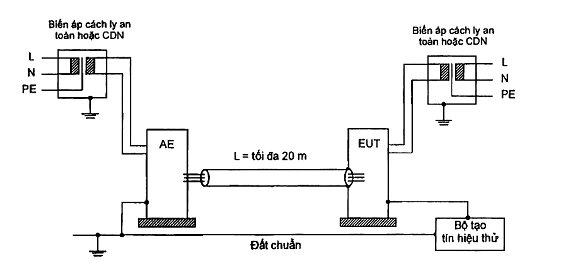 Biến áp cách ly an
toàn hoặc CDN
L
N
PE
Biến áp cách ly an
toàn hoặc CDN
L
N
PE
AE
L = tối đa 20 m
EUT
Đất chuẩn
Bộ tạo
tín hiệu thử